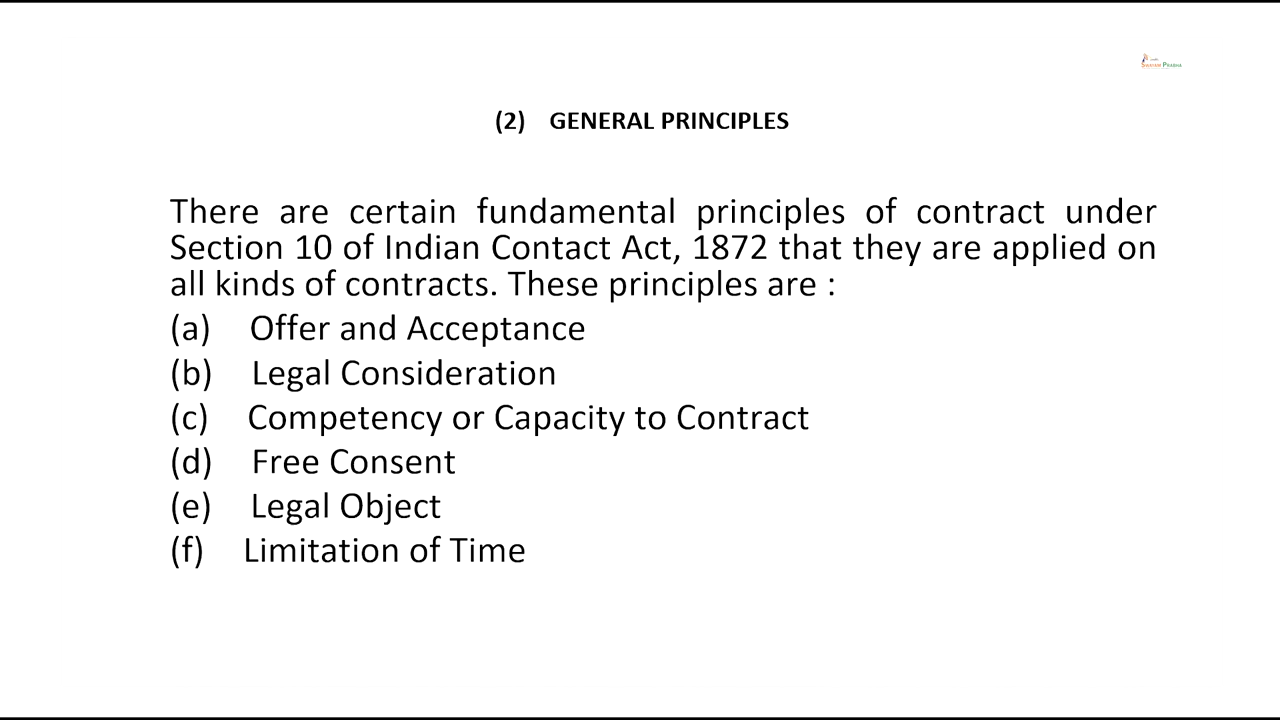 SWAYAM PRABHA
(2) GENERAL PRINCIPLES
There are certain fundamental principles of contract under
Section 10 of Indian Contact Act, 1872 that they are applied on
all kinds of contracts. These principles are :
(a) Offer and Acceptance
(b) Legal Consideration
(c) Competency or Capacity to Contract
(d) Free Consent
(e) Legal Object
(f) Limitation of Time